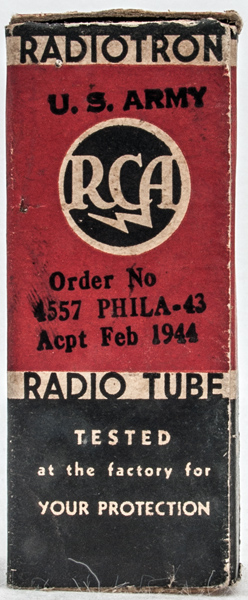 RADIOTRON
U. S. ARMY
RCA
Order No
4557 PHILA-43
Acpt Feb 1944
RADIO TUBE
TESTED
at the factory for
YOUR PROTECTION